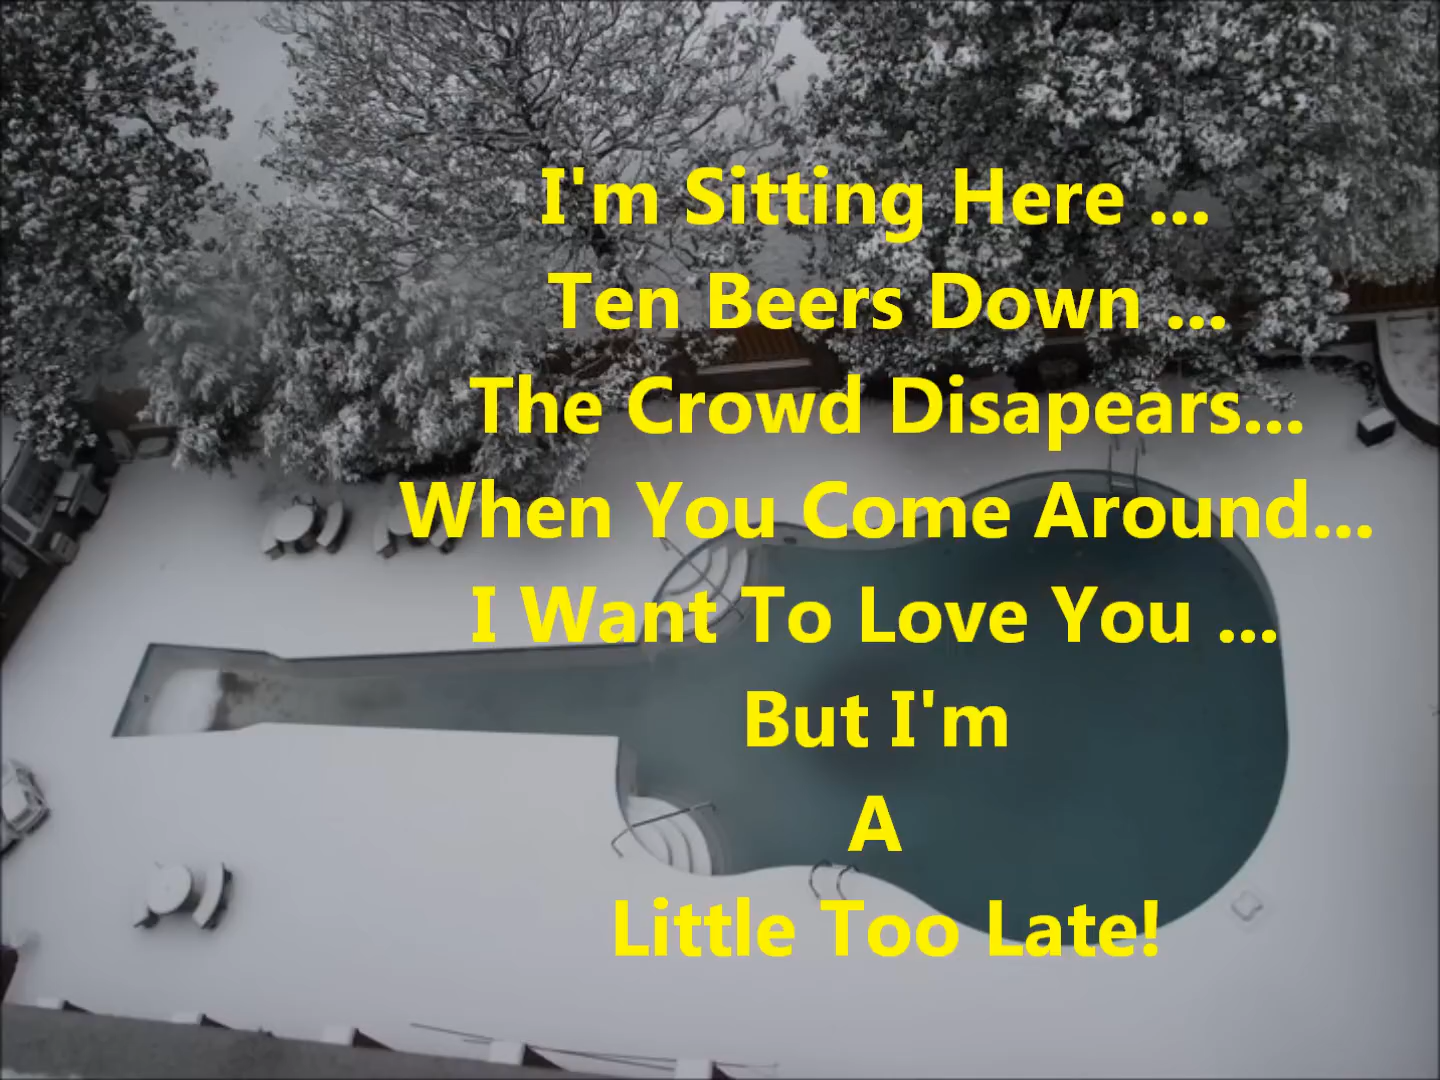 I'm Sitting Here ...
Ten Beers Down ...
The Crowd Disapears...
When You Come Around...
I Want To Love You ...
But I'm
A
Little Too Late!